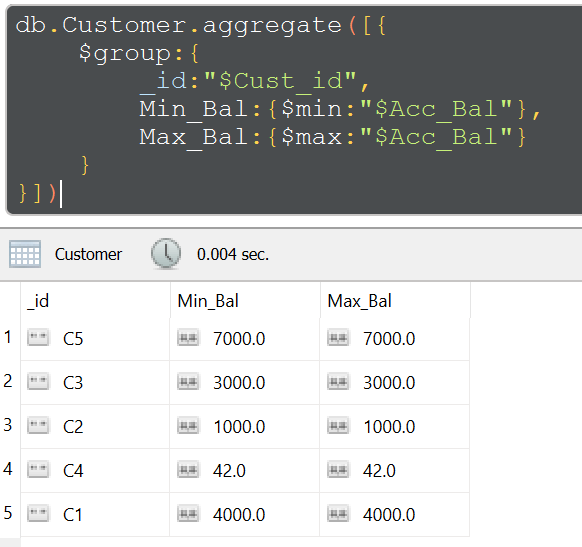 db.Customer.aggregate([{
$group:{
_id:"$Cust_id",
Min_Bal:{$min:"$Acc_Bal"},
Max_Bal:{$max:"$Acc_Bal"}
}
}])
Customer 0.004 sec.
_id Min_Bal Max_Bal
1 C5 7000.0 7000.0
2 C3 3000.0 3000.0
3 C2 1000.0 1000.0
4 C4 42.0 42.0
5 C1 4000.0 4000.0